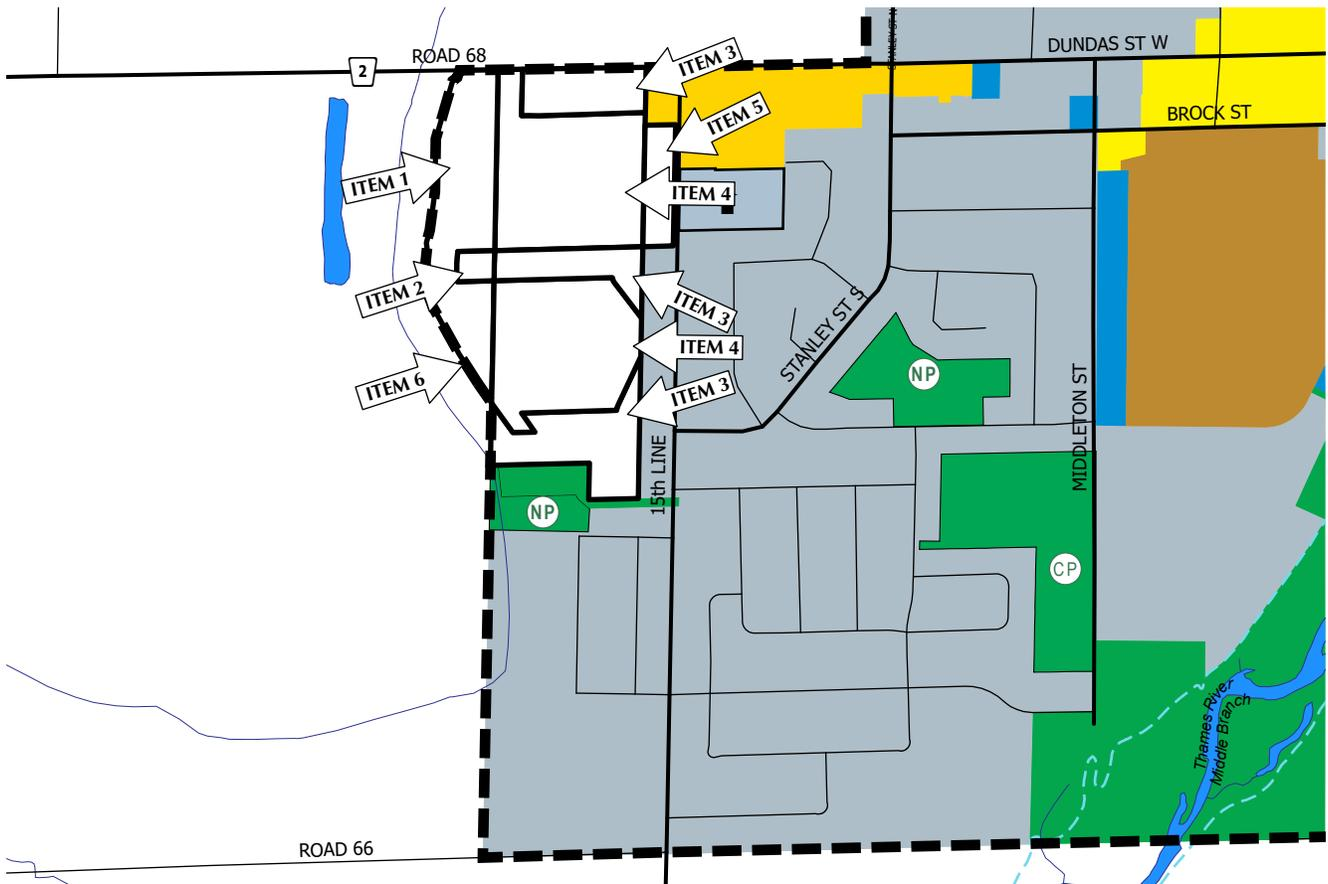 STANLEY ST N
DUNDAS ST W
ROAD 68
2
ITEM 3
ITEM 5
BROCK ST
ITEM 1
ITEM 4
ITEM 2
ITEM 3
STANLEY ST S
ITEM 4
ITEM 6
ITEM 3
NP
MIDDLETON ST
15th LINE
NP
CP
Thames River
Middle Branch
ROAD 66